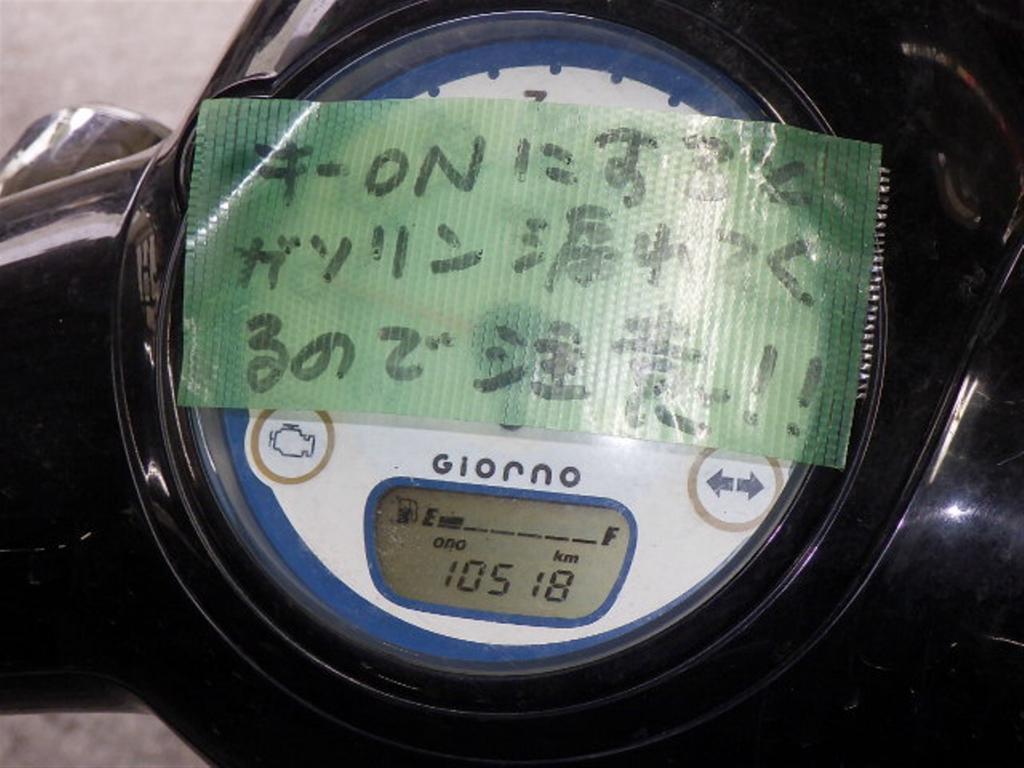 キーONにすると
ガソリン漏れてく
るので注意!!
GIORNO
E F
ODO km
10518